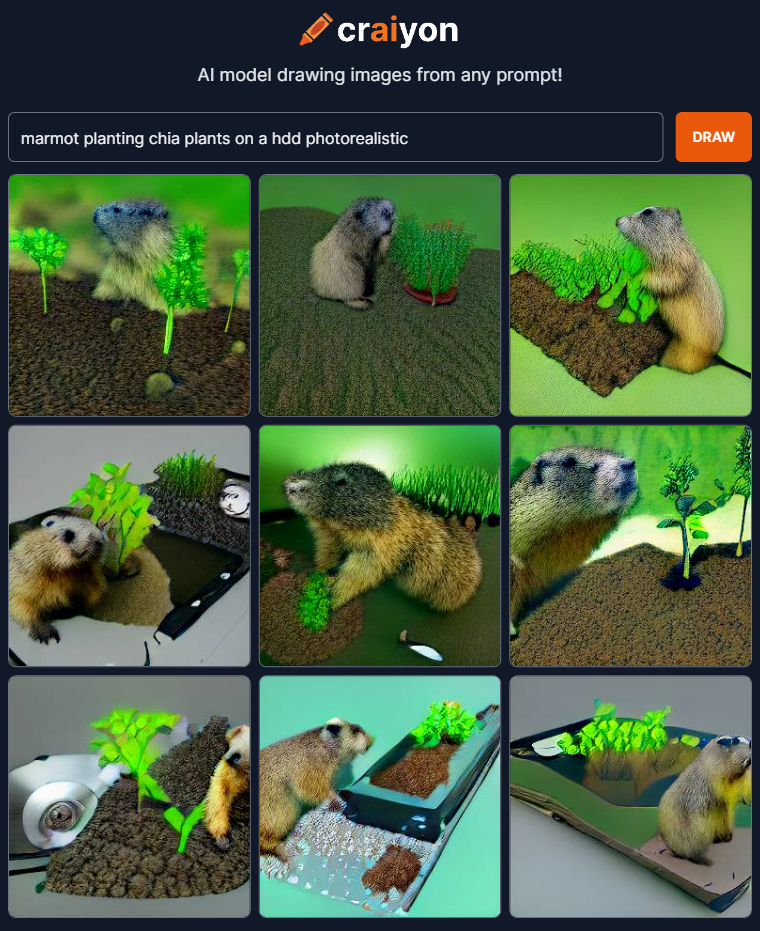 craiyon
AI model drawing images from any prompt!
marmot planting chia plants on a hdd photorealistic
DRAW